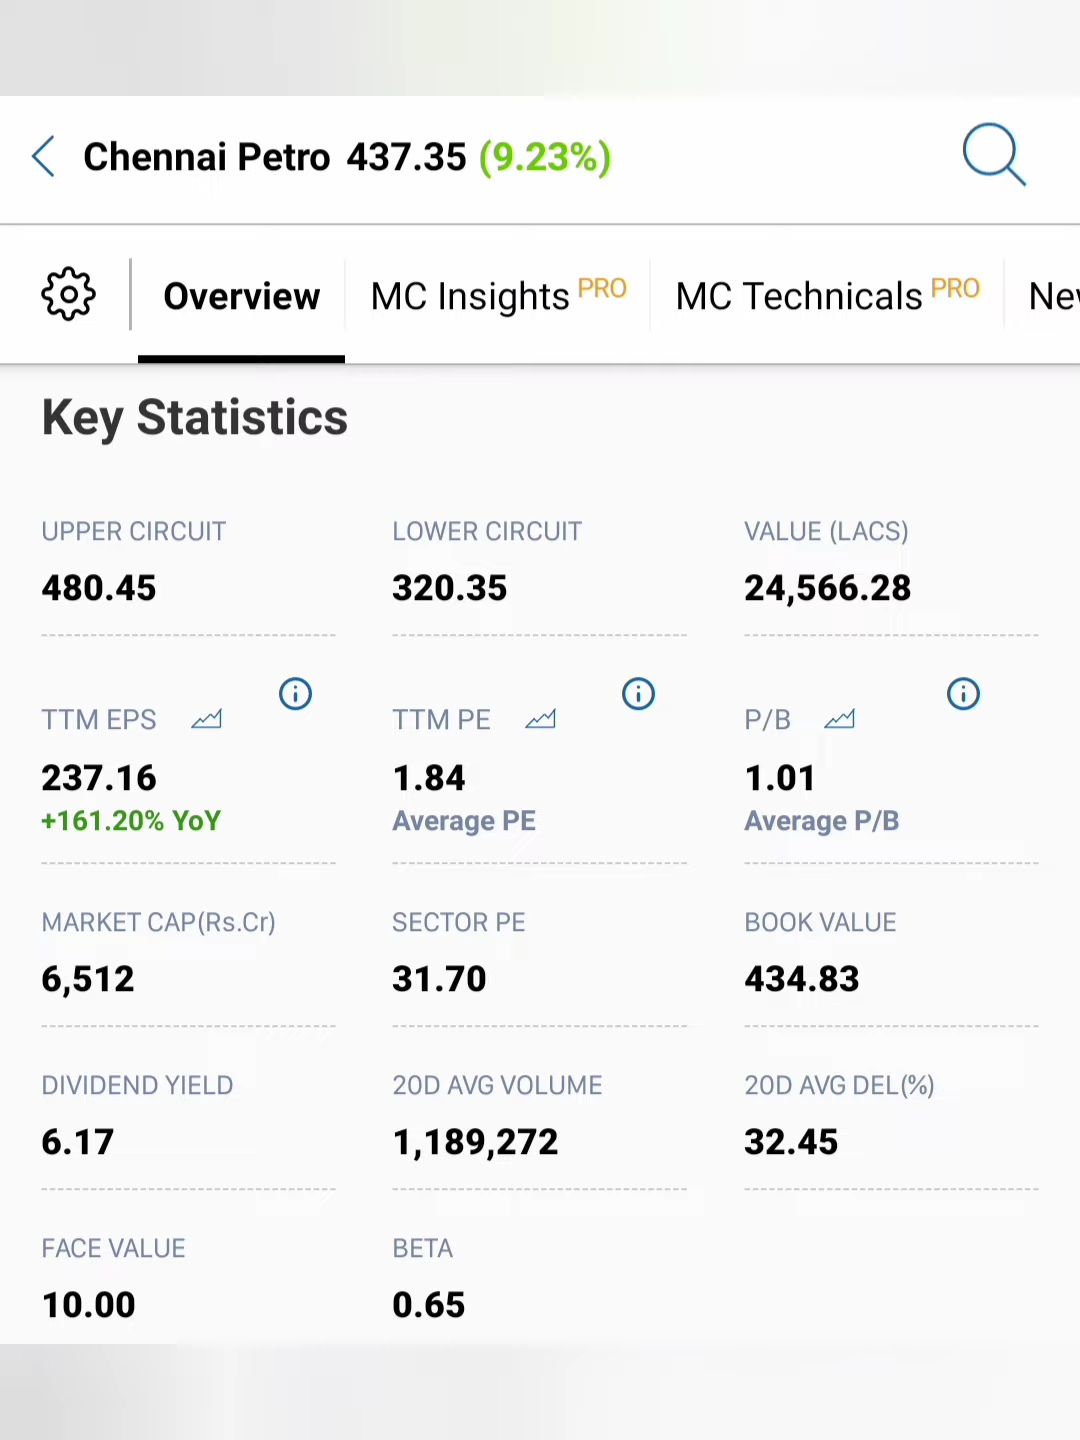 Chennai Petro 437.35 (9.23%)
Overview MC Insights PRO MC Technicals PRO
Key Statistics
UPPER CIRCUIT LOWER CIRCUIT VALUE (LACS)
480.45 320.35 24,566.28
TTM EPS TTM PE P/B
237.16 1.84 1.01
+161.20% YoY Average PE Average P/B
MARKET CAP(Rs.Cr) SECTOR PE BOOK VALUE
6,512 31.70 434.83
DIVIDEND YIELD 20D AVG VOLUME 20D AVG DEL(%)
6.17 1,189,272 32.45
FACE VALUE BETA
10.00 0.65